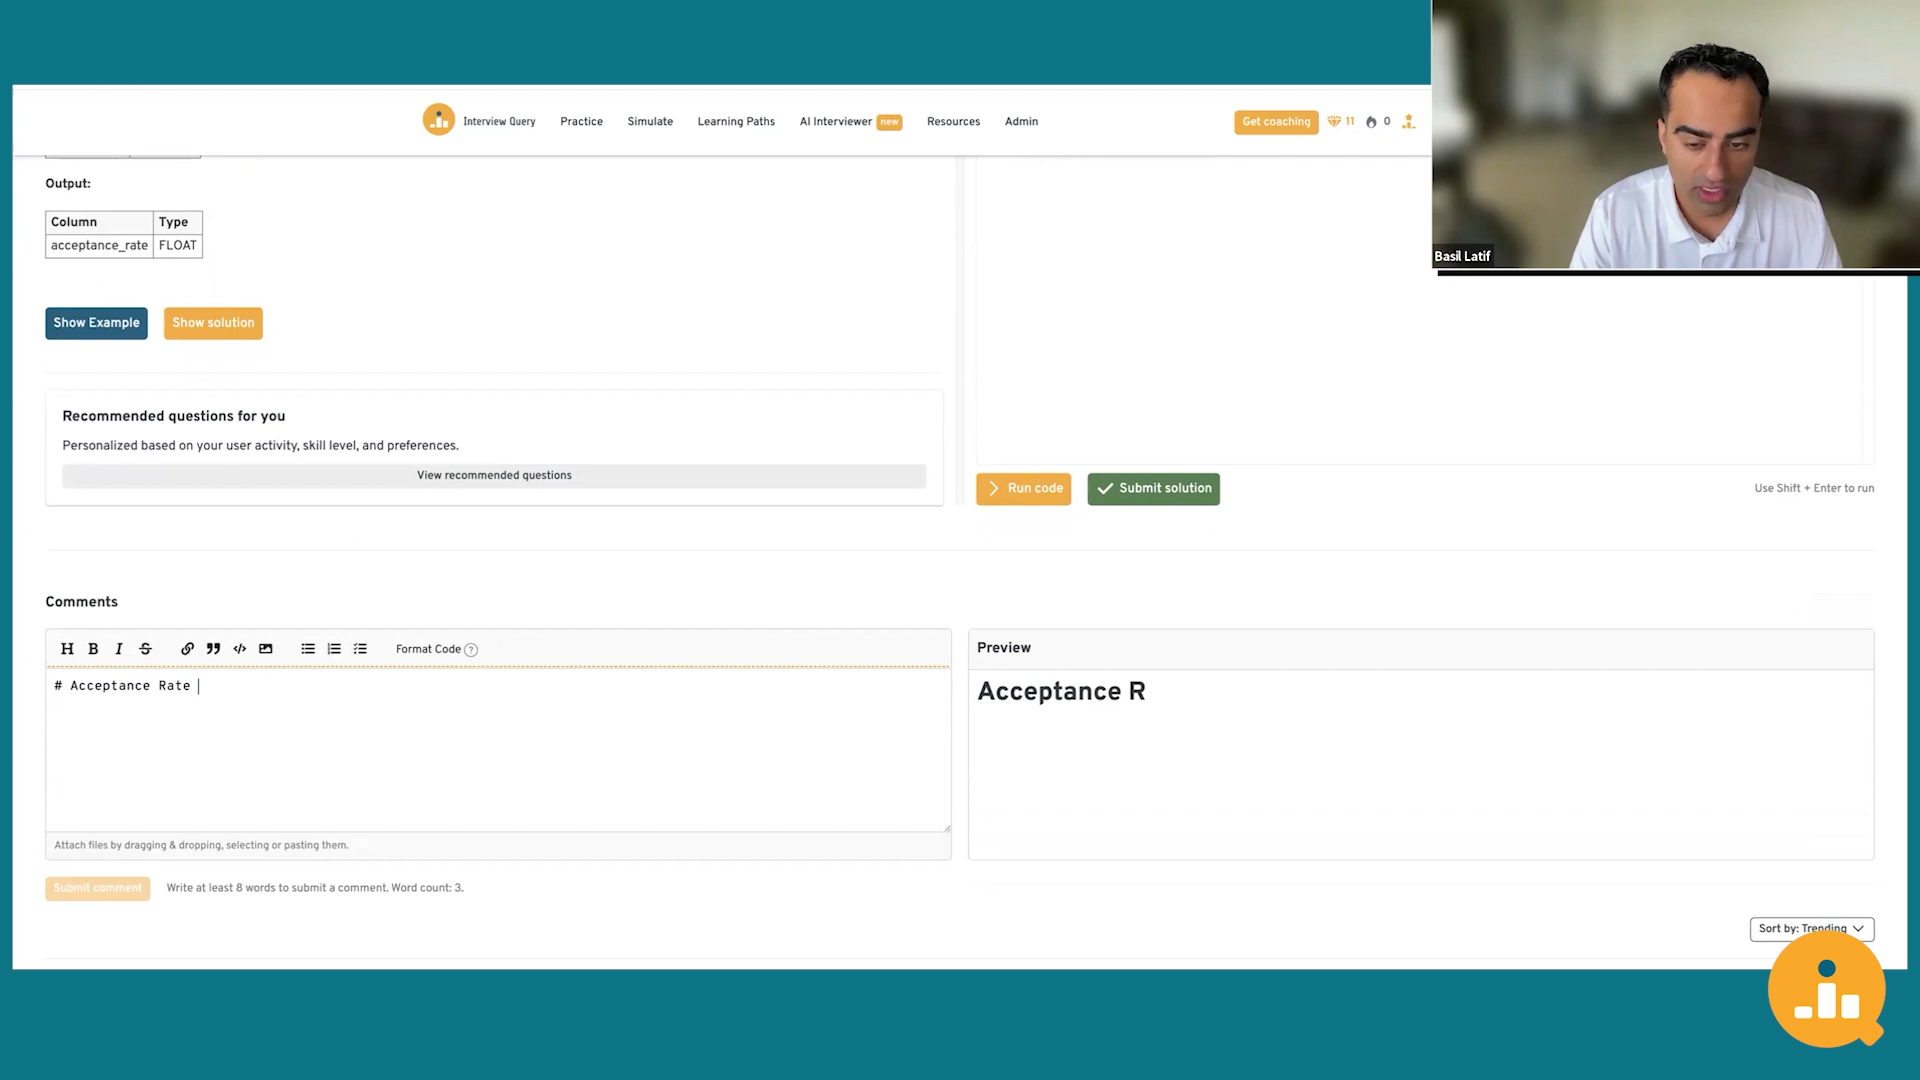 Interview Query
Practice
Simulate
Learning Paths
AI Interviewer new
Resources
Admin
Get coaching
11
0
Basil Latif
Output:
Column Type
acceptance_rate FLOAT
Show Example
Show solution
Recommended questions for you
Personalized based on your user activity, skill level, and preferences.
View recommended questions
Run code
Submit solution
Use Shift + Enter to run
Comments
H B I S
Format Code ?
# Acceptance Rate
Attach files by dragging & dropping, selecting or pasting them.
Preview
Acceptance R
Submit comment
Write at least 8 words to submit a comment. Word count: 3.
Sort by: Trending